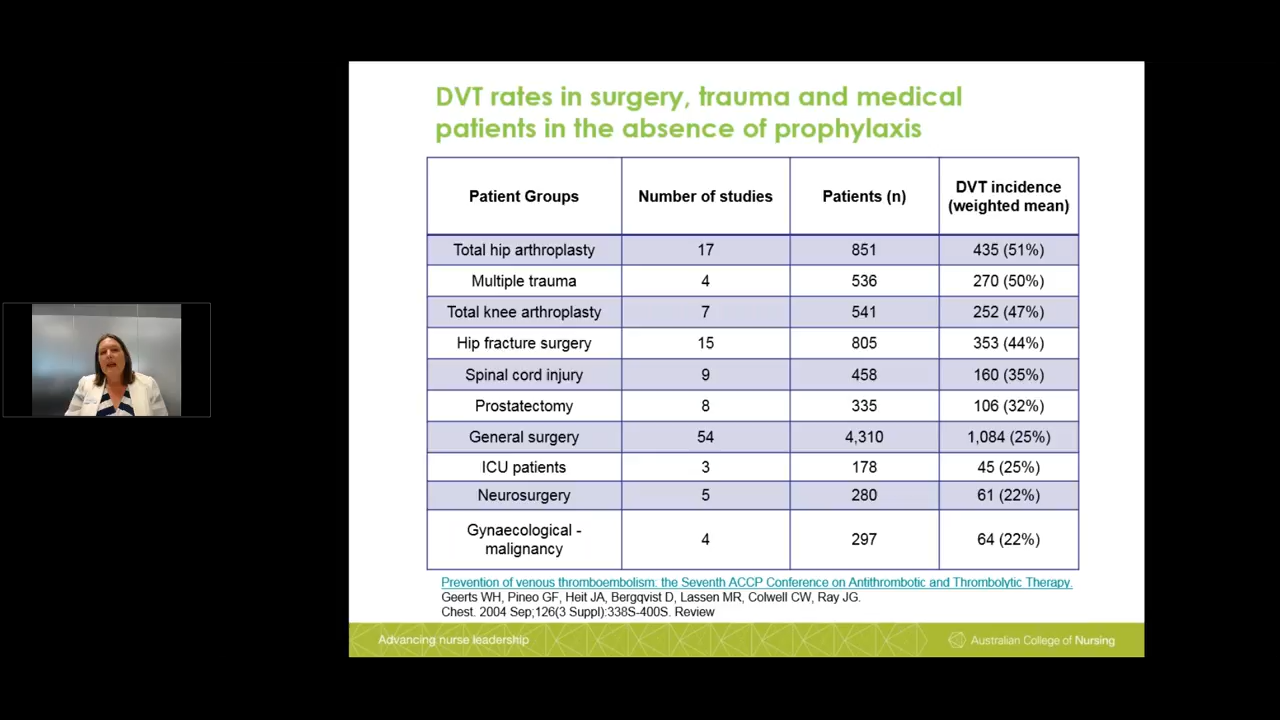 DVT rates in surgery, trauma and medical
patients in the absence of prophylaxis
Patient Groups Number of studies Patients (n) DVT incidence (weighted mean)
Total hip arthroplasty 17 851 435 (51%)
Multiple trauma 4 536 270 (50%)
Total knee arthroplasty 7 541 252 (47%)
Hip fracture surgery 15 805 353 (44%)
Spinal cord injury 9 458 160 (35%)
Prostatectomy 8 335 106 (32%)
General surgery 54 4,310 1,084 (25%)
ICU patients 3 178 45 (25%)
Neurosurgery 5 280 61 (22%)
Gynaecological - malignancy 4 297 64 (22%)
Prevention of venous thromboembolism: the Seventh ACCP Conference on Antithrombotic and Thrombolytic Therapy.
Geerts WH, Pineo GF, Heit JA, Bergqvist D, Lassen MR, Colwell CW, Ray JG.
Chest. 2004 Sep;126(3 Suppl):338S-400S. Review
Advancing nurse leadership
Australian College of Nursing